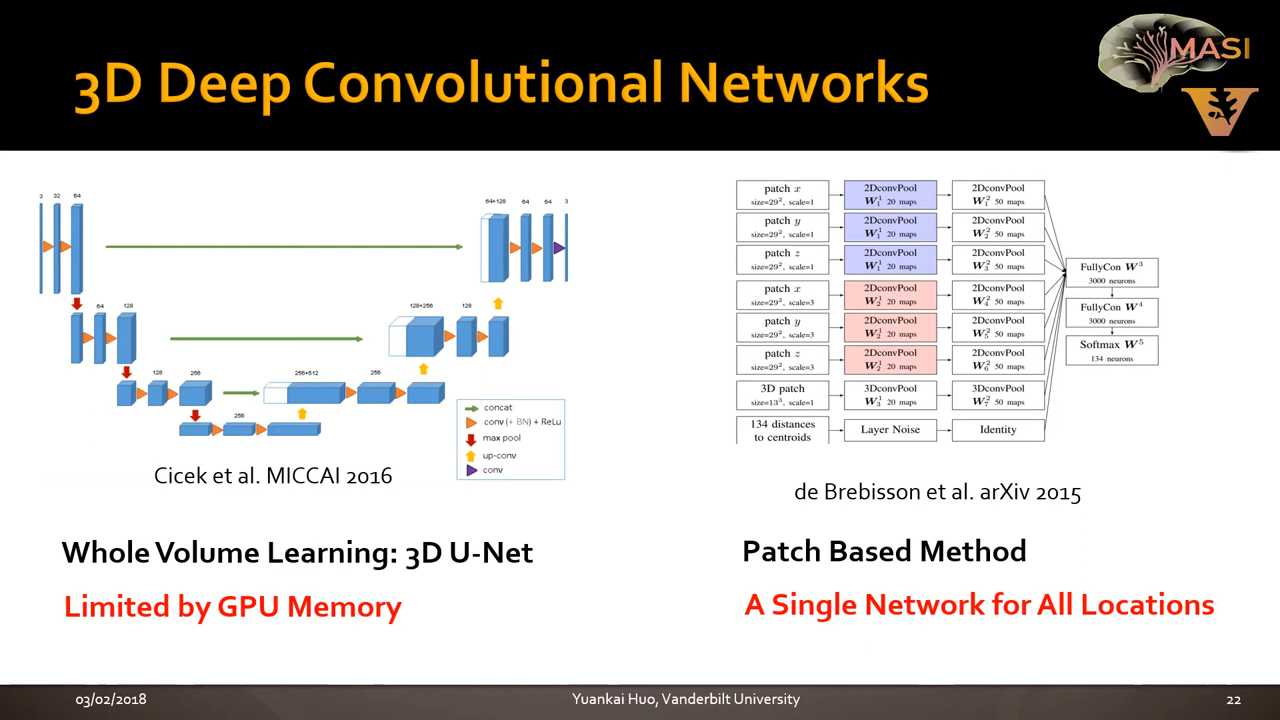 3D Deep Convolutional Networks
MASI
V
3 32 64
64+128 64 64 3
64 128
128+256 128
128 256
256+512 256
256
concat
conv (+ BN) + ReLu
max pool
up-conv
conv
Cicek et al. MICCAI 2016
Whole Volume Learning: 3D U-Net
Limited by GPU Memory
patch x
size=29², scale=1
2DconvPool
W₁¹ 20 maps
2DconvPool
W₁² 50 maps
patch y
size=29², scale=1
2DconvPool
W₁¹ 20 maps
2DconvPool
W₂² 50 maps
patch z
size=29², scale=1
2DconvPool
W₁¹ 20 maps
2DconvPool
W₃² 50 maps
patch x
size=29², scale=3
2DconvPool
W₂¹ 20 maps
2DconvPool
W₄² 50 maps
patch y
size=29², scale=3
2DconvPool
W₂¹ 20 maps
2DconvPool
W₅² 50 maps
patch z
size=29², scale=3
2DconvPool
W₂¹ 20 maps
2DconvPool
W₆² 50 maps
3D patch
size=13³, scale=1
3DconvPool
W₃¹ 20 maps
3DconvPool
W₇² 50 maps
134 distances
to centroids
Layer Noise
Identity
FullyCon W³
3000 neurons
FullyCon W⁴
3000 neurons
Softmax W⁵
134 neurons
de Brebisson et al. arXiv 2015
Patch Based Method
A Single Network for All Locations
03/02/2018
Yuankai Huo, Vanderbilt University
22